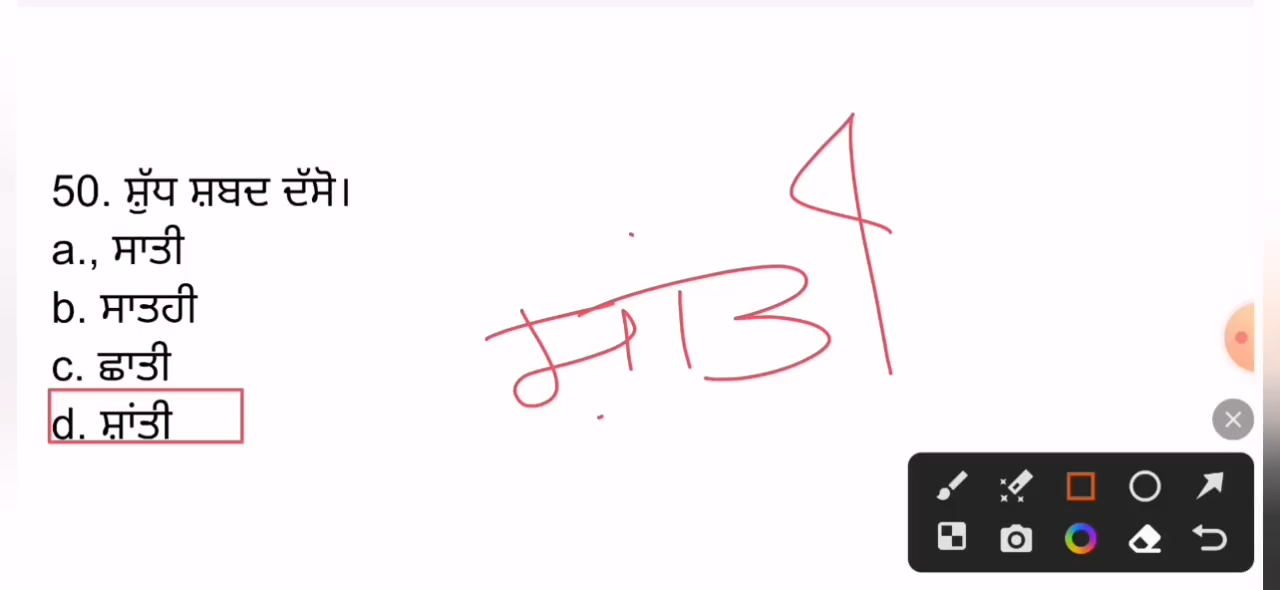 50. ਸ਼ੁੱਧ ਸ਼ਬਦ ਦੱਸੋ।
a., ਸਾਤੀ
b. ਸਾਤਹੀ
c. ਛਾਤੀ
d. ਸ਼ਾਂਤੀ
ਸ਼ਾਂਤੀ